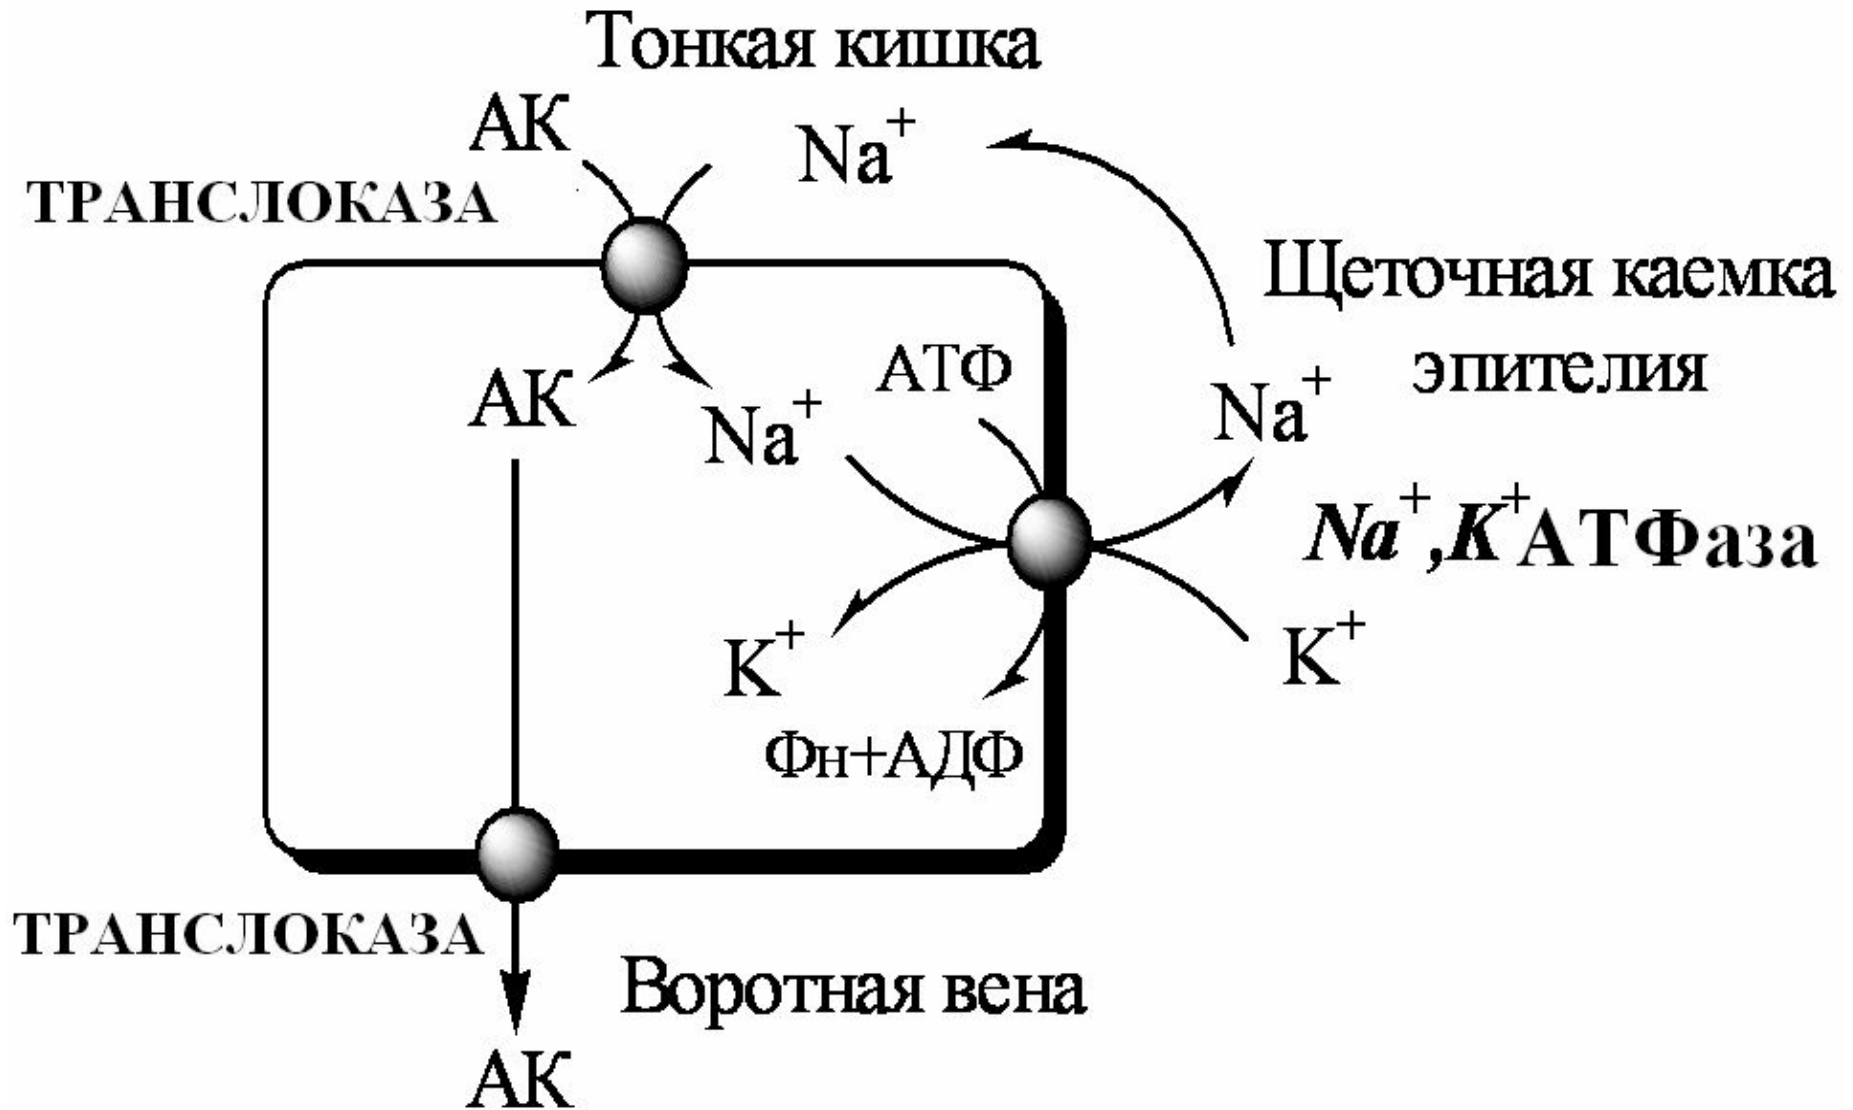 Тонкая кишка
АК
Na⁺
ТРАНСЛОКАЗА
Щеточная каемка
эпителия
АТФ
АК
Na⁺
Na⁺
Na⁺,K⁺АТФаза
K⁺
K⁺
Фн+АДФ
ТРАНСЛОКАЗА
Воротная вена
АК